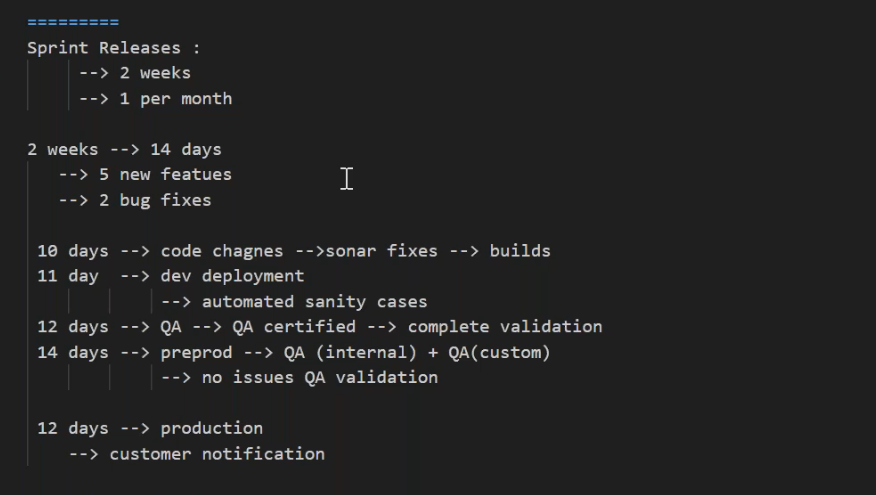 =========
Sprint Releases :
--> 2 weeks
--> 1 per month
2 weeks --> 14 days
--> 5 new featues
--> 2 bug fixes
10 days --> code chagnes -->sonar fixes --> builds
11 day --> dev deployment
--> automated sanity cases
12 days --> QA --> QA certified --> complete validation
14 days --> preprod --> QA (internal) + QA(custom)
--> no issues QA validation
12 days --> production
--> customer notification